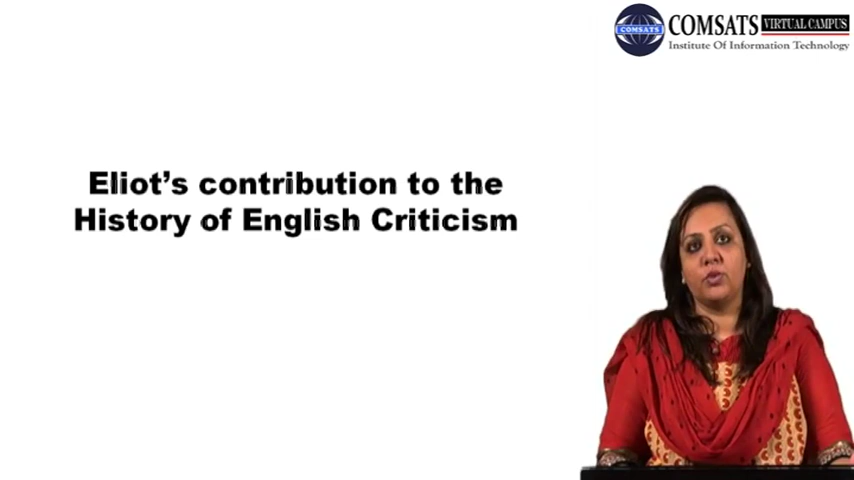 COMSATS VIRTUAL CAMPUS
Institute Of Information Technology
COMSATS
Eliot's contribution to the
History of English Criticism